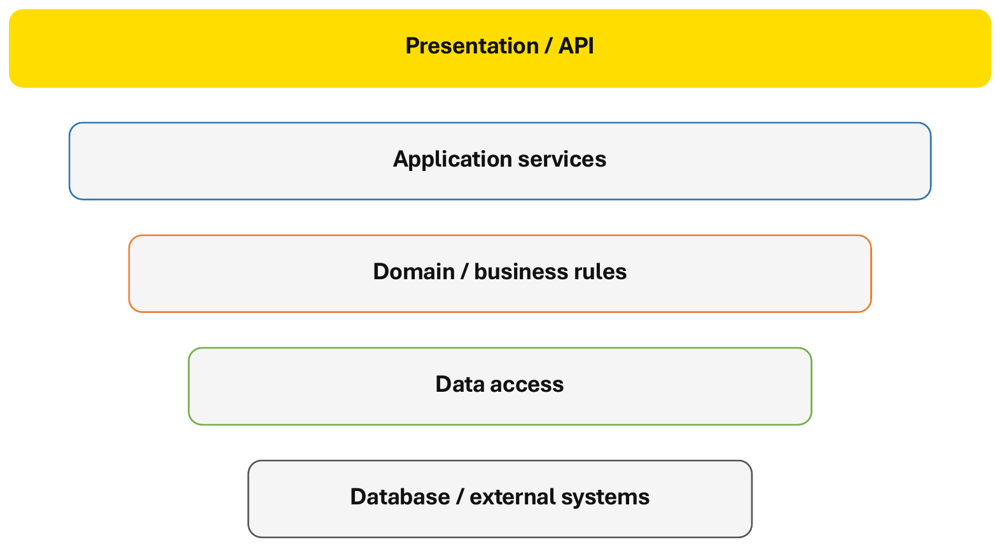 Presentation / API
Application services
Domain / business rules
Data access
Database / external systems